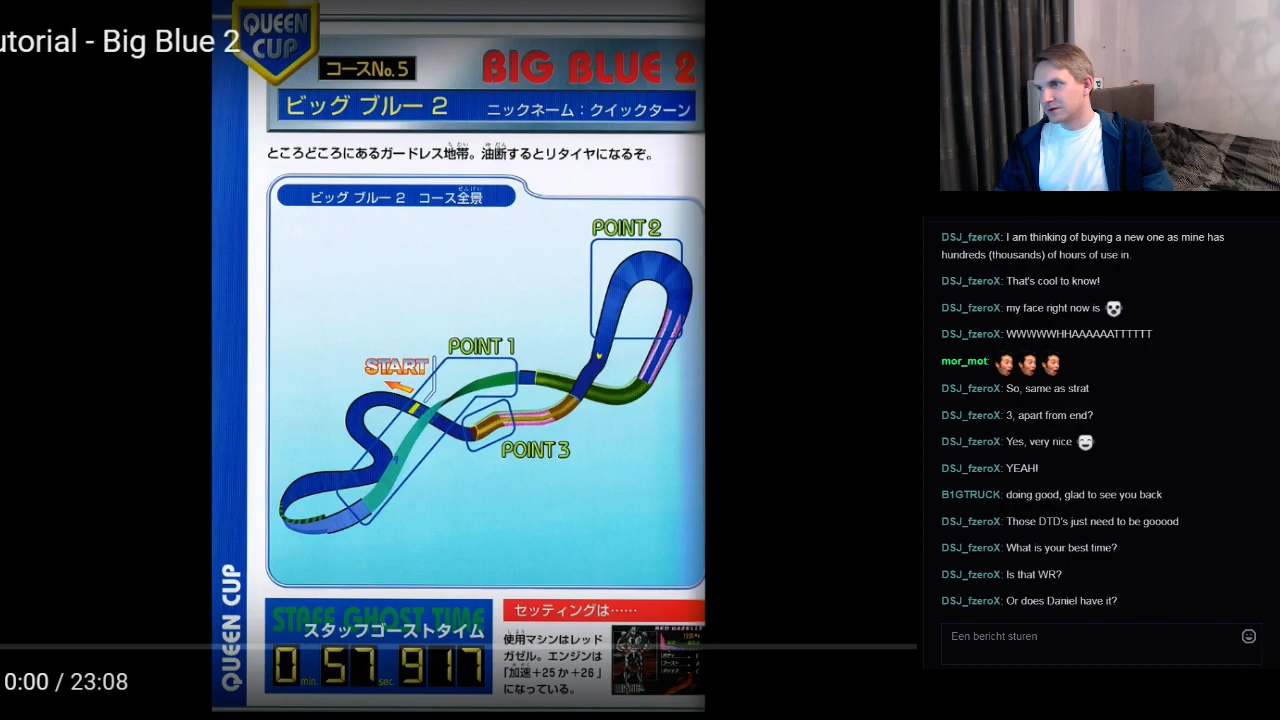 utorial - Big Blue 2
QUEEN
CUP
コースNo.5
BIG BLUE 2
ビッグ ブルー 2
ニックネーム：クイックターン
ところどころにあるガードレス地帯。油断するとリタイヤになるぞ。
ビッグ ブルー 2 コース全景
POINT 2
POINT 1
START
POINT 3
QUEEN CUP
STAFF GHOST TIME
スタッフゴーストタイム
0 min. 57 sec. 917
セッティングは……
使用マシンはレッド
ガゼル。エンジンは
「加速＋25か＋26」
になっている。
RED GAZELLE
0:00 / 23:08
DSJ_fzeroX: I am thinking of buying a new one as mine has
hundreds (thousands) of hours of use in.
DSJ_fzeroX: That's cool to know!
DSJ_fzeroX: my face right now is
DSJ_fzeroX: WWWWWHHAAAAAATTTTTT
mor_mot:
DSJ_fzeroX: So, same as strat
DSJ_fzeroX: 3, apart from end?
DSJ_fzeroX: Yes, very nice
DSJ_fzeroX: YEAH!
B1GTRUCK: doing good, glad to see you back
DSJ_fzeroX: Those DTD's just need to be gooood
DSJ_fzeroX: What is your best time?
DSJ_fzeroX: Is that WR?
DSJ_fzeroX: Or does Daniel have it?
Een bericht sturen